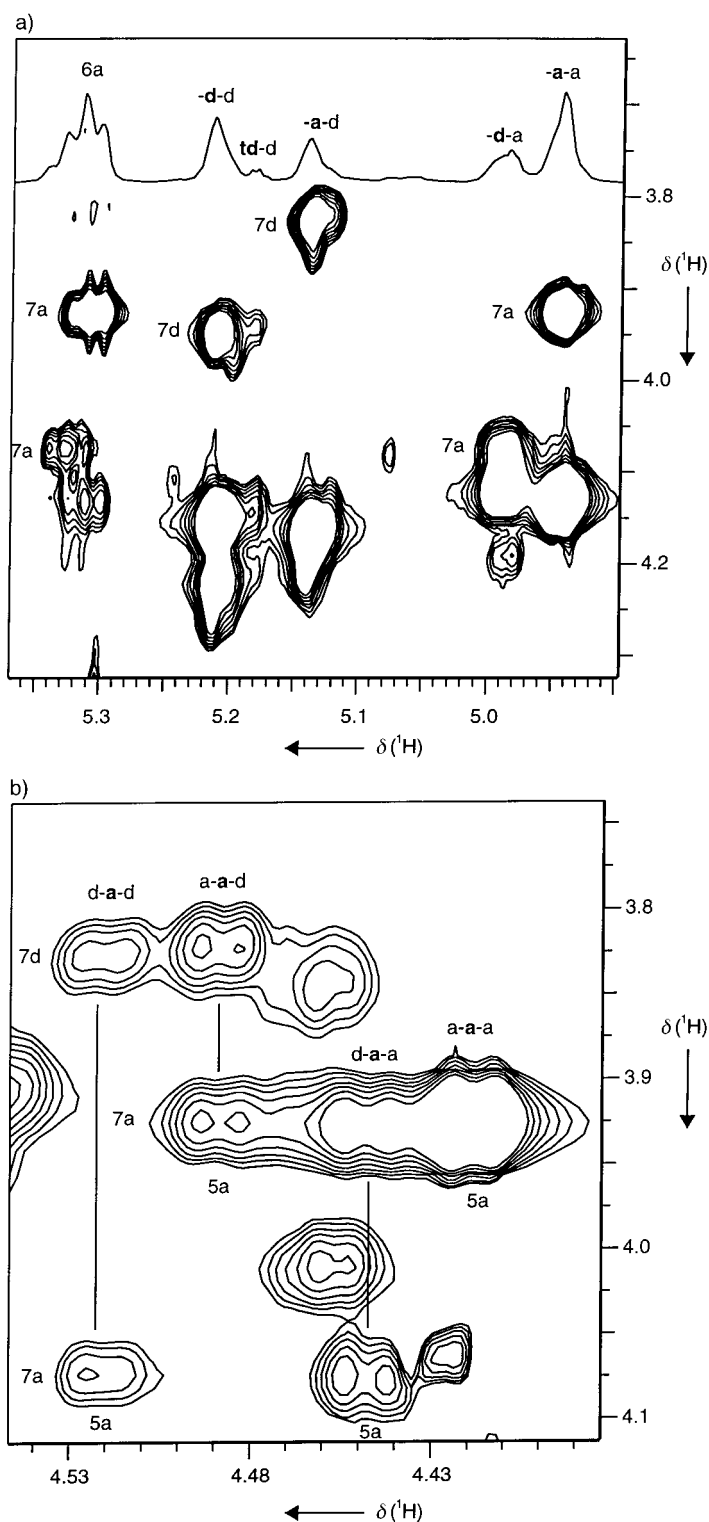 a)
6a
-d-d
td-d
-a-d
-d-a
-a-a
3.8
7d
δ(¹H)
7a
7d
7a
4.0
7a
7a
4.2
5.3
5.2
5.1
5.0
δ(¹H)
b)
d-a-d
a-a-d
3.8
7d
δ(¹H)
d-a-a
a-a-a
3.9
7a
5a
5a
4.0
7a
5a
5a
4.1
4.53
4.48
4.43
δ(¹H)